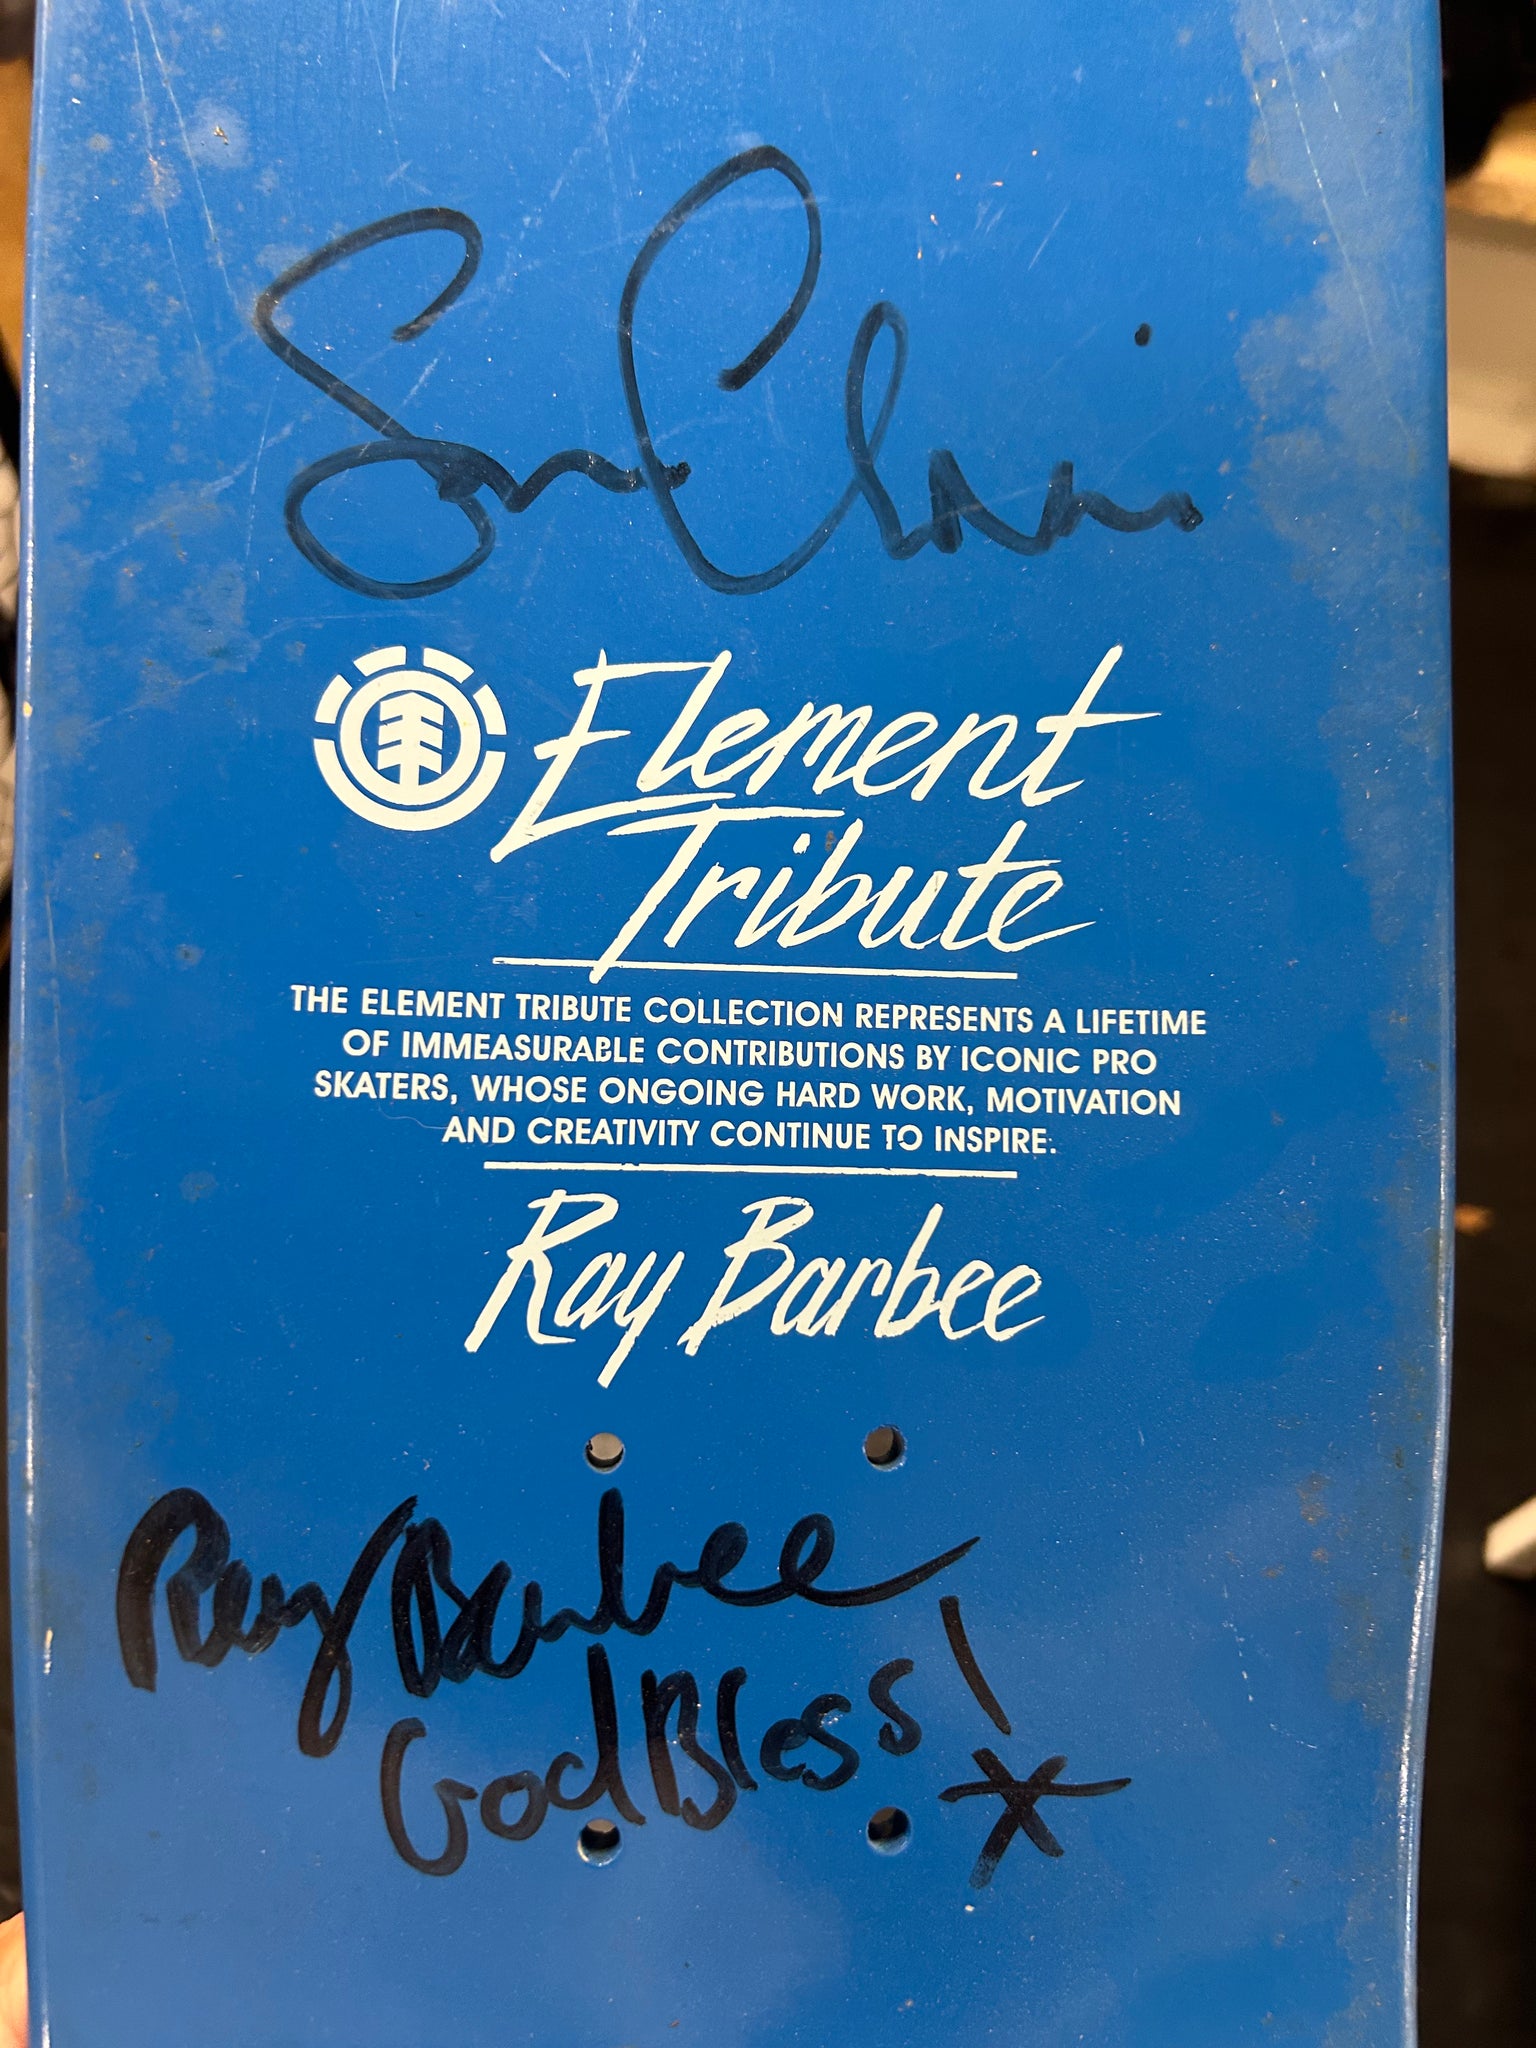 Element
Tribute
THE ELEMENT TRIBUTE COLLECTION REPRESENTS A LIFETIME
OF IMMEASURABLE CONTRIBUTIONS BY ICONIC PRO
SKATERS, WHOSE ONGOING HARD WORK, MOTIVATION
AND CREATIVITY CONTINUE TO INSPIRE.
Ray Barbee
Ray Barbee
God Bless!